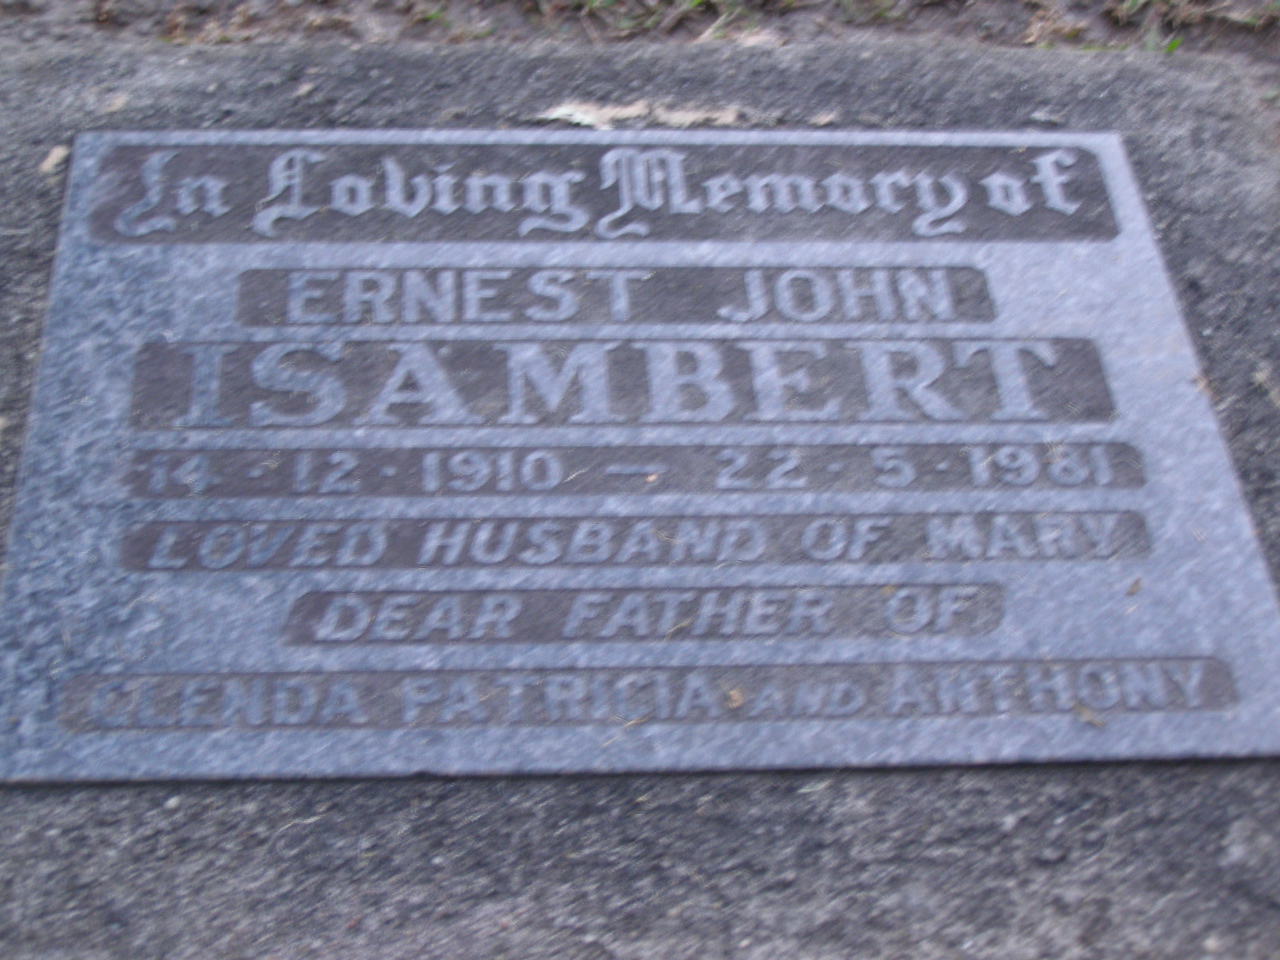 In Loving Memory of
ERNEST JOHN
ISAMBERT
14 · 12 · 1910 — 22 · 5 · 1981
LOVED HUSBAND OF MARY
DEAR FATHER OF
GLENDA PATRICIA AND ANTHONY